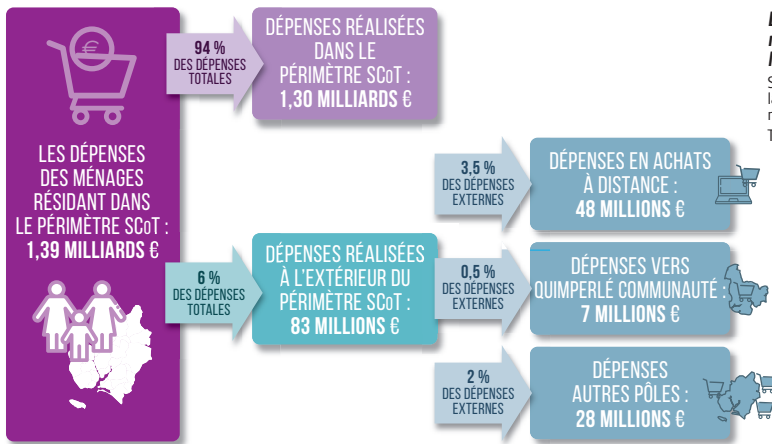 €
LES DÉPENSES
DES MÉNAGES
RÉSIDANT DANS
LE PÉRIMÈTRE SCoT :
1,39 MILLIARDS €
94 %
DES DÉPENSES
TOTALES
DÉPENSES RÉALISÉES
DANS LE
PÉRIMÈTRE SCoT :
1,30 MILLIARDS €
6 %
DES DÉPENSES
TOTALES
DÉPENSES RÉALISÉES
À L'EXTÉRIEUR DU
PÉRIMÈTRE SCoT :
83 MILLIONS €
3,5 %
DES DÉPENSES
EXTERNES
DÉPENSES EN ACHATS
À DISTANCE :
48 MILLIONS €
0,5 %
DES DÉPENSES
EXTERNES
DÉPENSES VERS
QUIMPERLÉ COMMUNAUTÉ :
7 MILLIONS €
2 %
DES DÉPENSES
EXTERNES
DÉPENSES
AUTRES PÔLES :
28 MILLIONS €